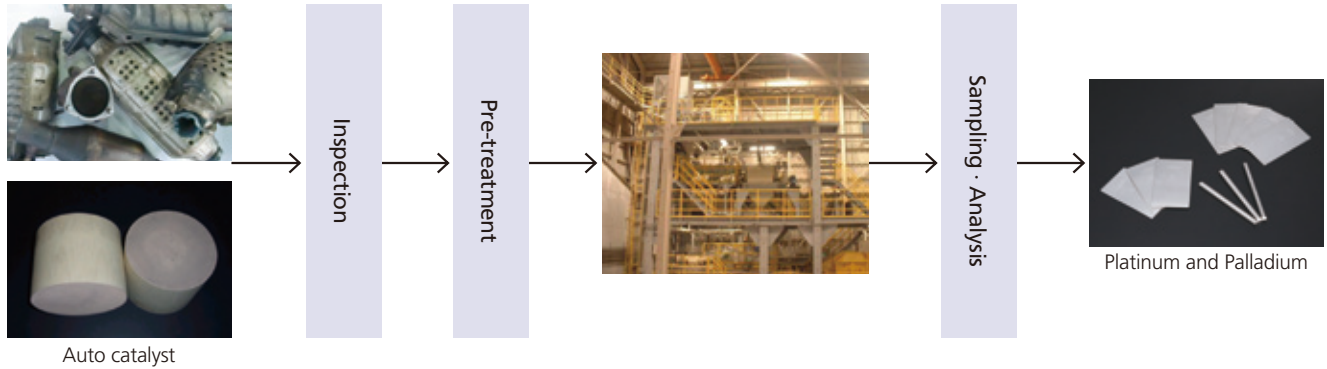 Auto catalyst
Inspection
Pre-treatment
Sampling · Analysis
Platinum and Palladium